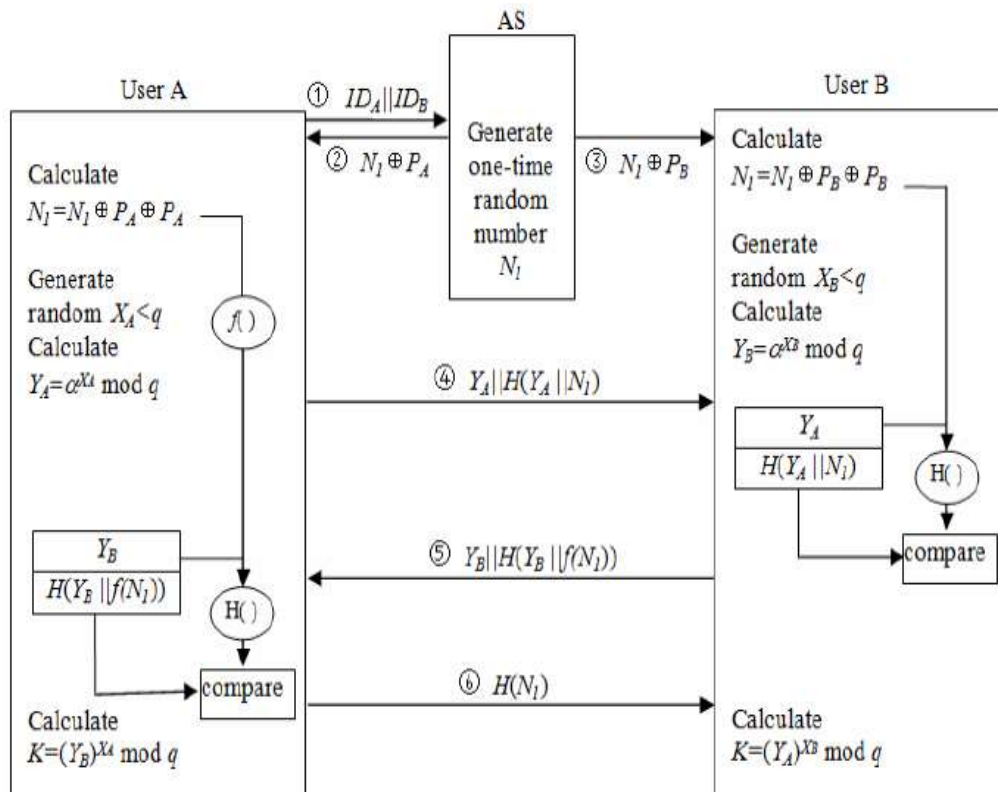 AS
User A
User B
① ID_A||ID_B
② N_1 ⊕ P_A
③ N_1 ⊕ P_B
Generate
one-time
random
number
N_1
Calculate
N_1=N_1 ⊕ P_A ⊕ P_A
Generate
random X_A<q
Calculate
Y_A=α^{X_A} mod q
f( )
Calculate
N_1=N_1 ⊕ P_B ⊕ P_B
Generate
random X_B<q
Calculate
Y_B=α^{X_B} mod q
④ Y_A||H(Y_A ||N_1)
Y_A
H(Y_A ||N_1)
H( )
compare
⑤ Y_B||H(Y_B ||f(N_1))
Y_B
H(Y_B ||f(N_1))
H( )
compare
⑥ H(N_1)
Calculate
K=(Y_B)^{X_A} mod q
Calculate
K=(Y_A)^{X_B} mod q